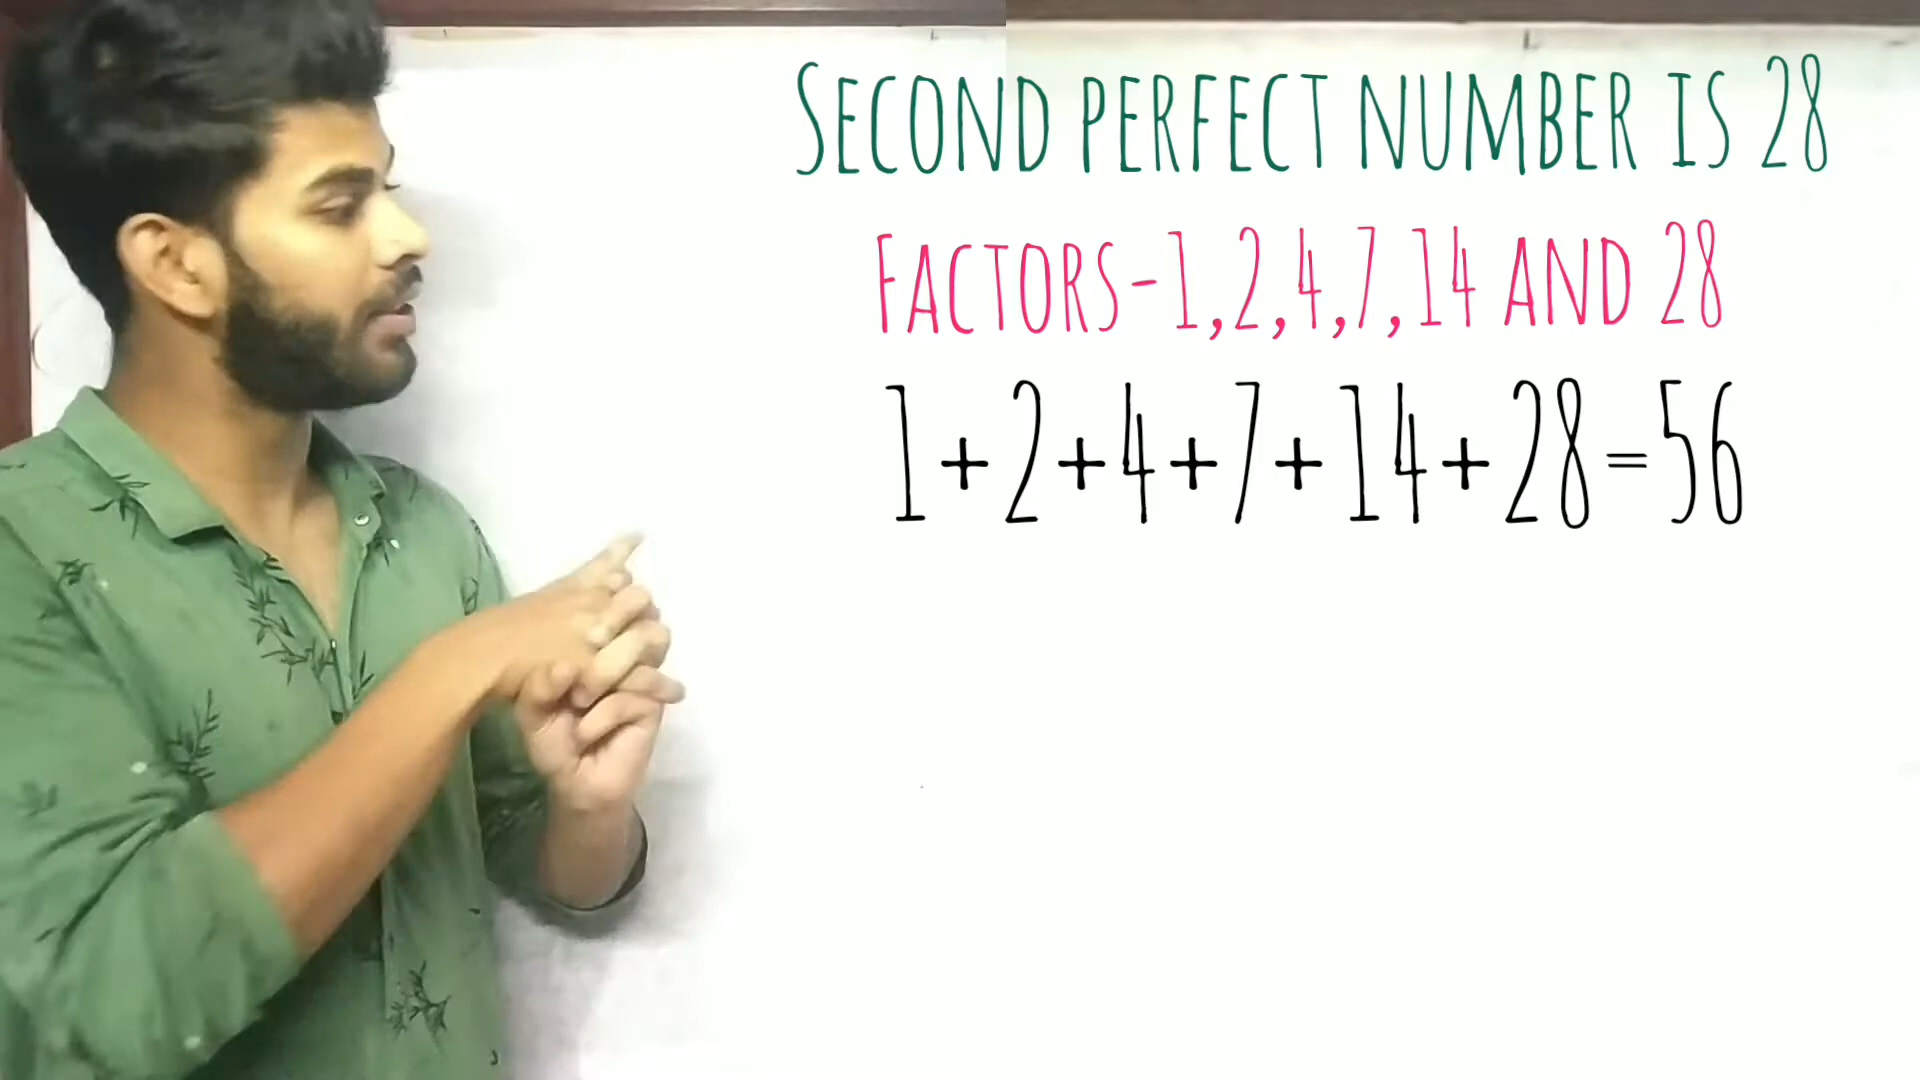 Second perfect number is 28
Factors-1,2,4,7,14 and 28
1+2+4+7+14+28=56